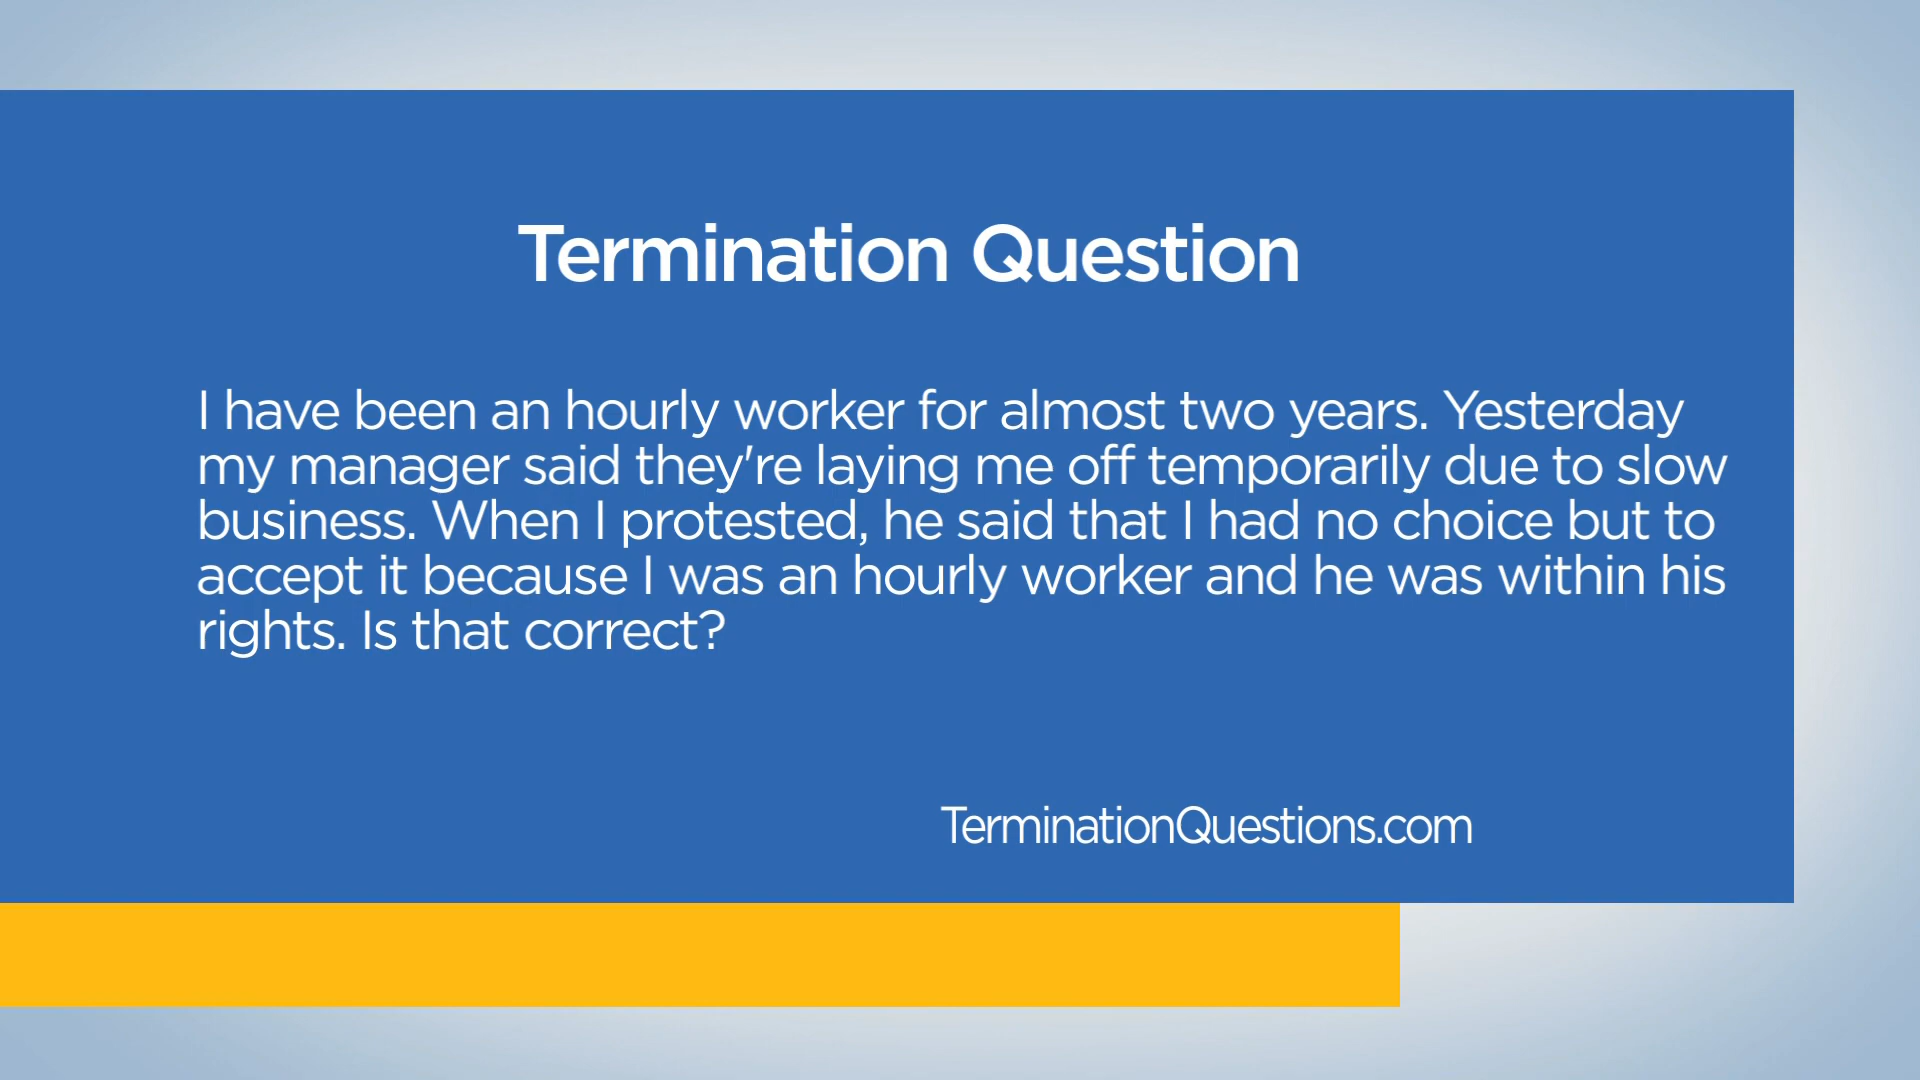 Termination Question
I have been an hourly worker for almost two years. Yesterday
my manager said they're laying me off temporarily due to slow
business. When I protested, he said that I had no choice but to
accept it because I was an hourly worker and he was within his
rights. Is that correct?
TerminationQuestions.com